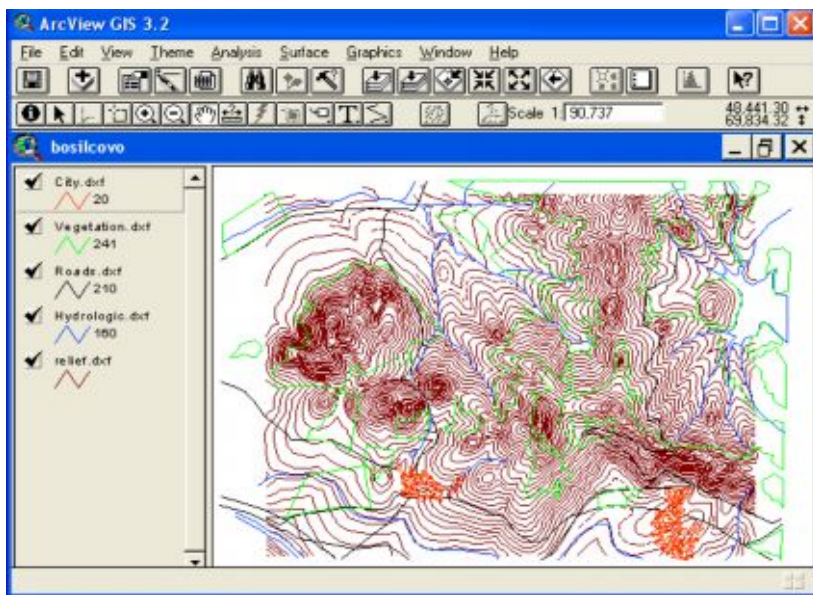 ArcView GIS 3.2
File Edit View Theme Analysis Surface Graphics Window Help
Scale 1: 90,737
48,441.30
69,834.32
bosilcovo
City.dxf
20
Vegetation.dxf
241
Roads.dxf
210
Hydrologic.dxf
160
relief.dxf